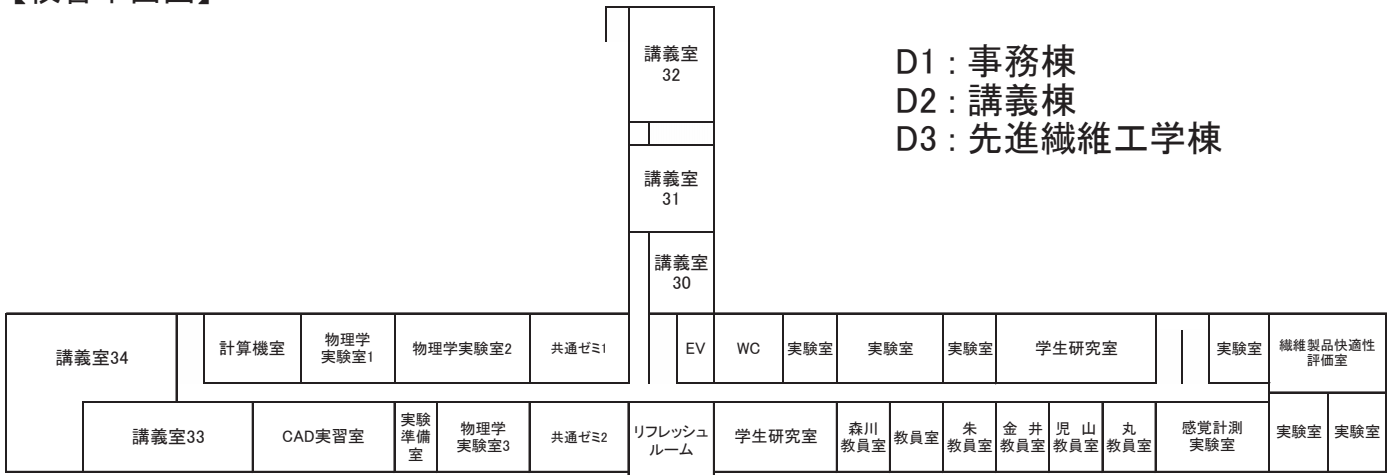 講義室
32
D1：事務棟
D2：講義棟
D3：先進繊維工学棟
講義室
31
講義室
30
講義室34
計算機室
物理学
実験室1
物理学実験室2
共通ゼミ1
EV
WC
実験室
実験室
実験室
学生研究室
実験室
繊維製品快適性
評価室
講義室33
CAD実習室
実験
準備
室
物理学
実験室3
共通ゼミ2
リフレッシュ
ルーム
学生研究室
森川
教員室
教員室
朱
教員室
金 井
教員室
児 山
教員室
丸
教員室
感覚計測
実験室
実験室
実験室